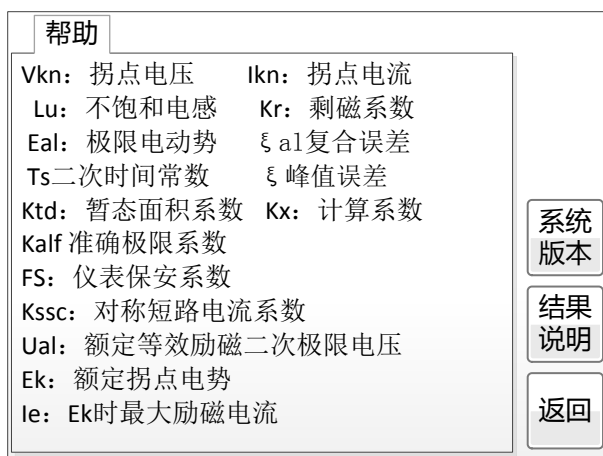 帮助
Vkn：拐点电压 Ikn：拐点电流
Lu：不饱和电感 Kr：剩磁系数
Eal：极限电动势 ξal复合误差
Ts二次时间常数 ξ峰值误差
Ktd：暂态面积系数 Kx：计算系数
Kalf 准确极限系数
FS：仪表保安系数
Kssc：对称短路电流系数
Ual：额定等效励磁二次极限电压
Ek：额定拐点电势
Ie：Ek时最大励磁电流
系统
版本
结果
说明
返回